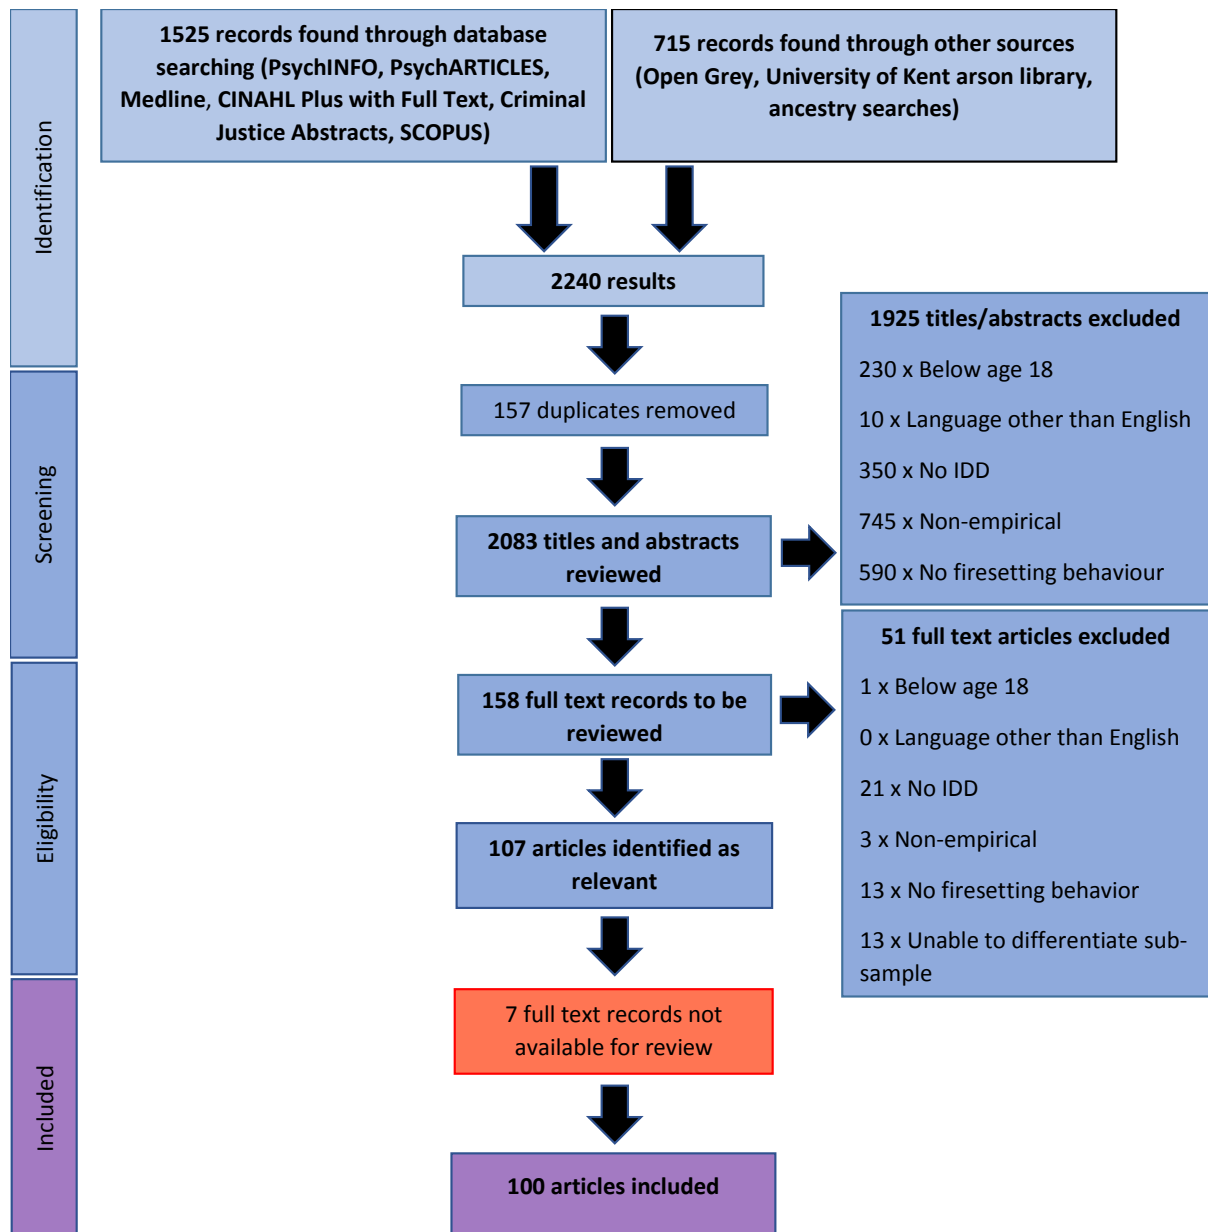 1525 records found through database
searching (PsychINFO, PsychARTICLES,
Medline, CINAHL Plus with Full Text, Criminal
Justice Abstracts, SCOPUS)
715 records found through other sources
(Open Grey, University of Kent arson library,
ancestry searches)
Identification
2240 results
1925 titles/abstracts excluded
230 x Below age 18
10 x Language other than English
350 x No IDD
745 x Non-empirical
590 x No firesetting behaviour
Screening
157 duplicates removed
2083 titles and abstracts
reviewed
51 full text articles excluded
1 x Below age 18
0 x Language other than English
21 x No IDD
3 x Non-empirical
13 x No firesetting behavior
13 x Unable to differentiate sub-
sample
Eligibility
158 full text records to be
reviewed
107 articles identified as
relevant
Included
7 full text records not
available for review
100 articles included